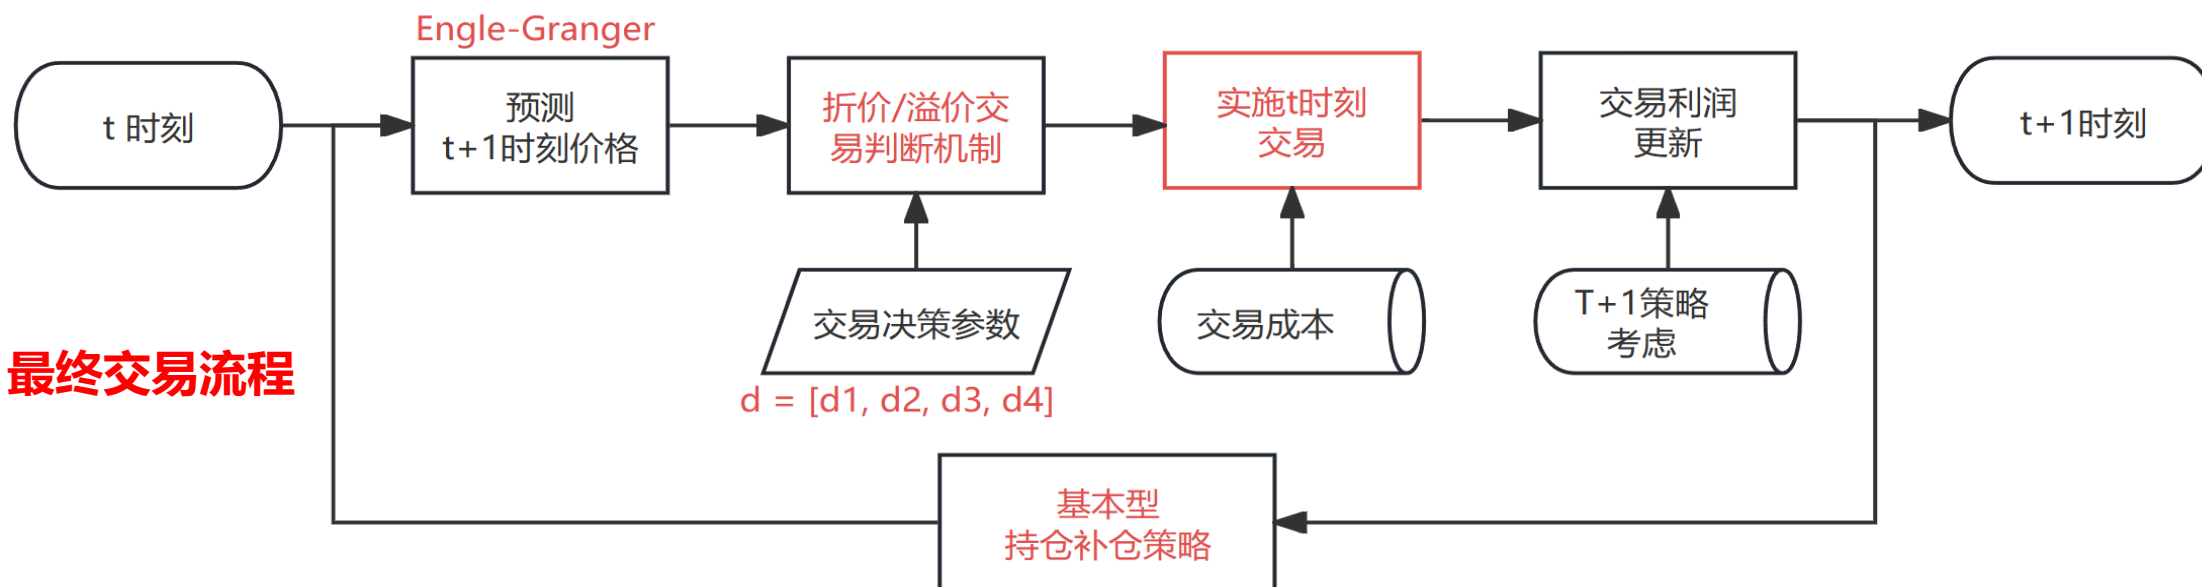 Engle-Granger
t 时刻
预测
t+1时刻价格
折价/溢价交
易判断机制
实施t时刻
交易
交易利润
更新
t+1时刻
交易决策参数
交易成本
T+1策略
考虑
最终交易流程
d = [d1, d2, d3, d4]
基本型
持仓补仓策略